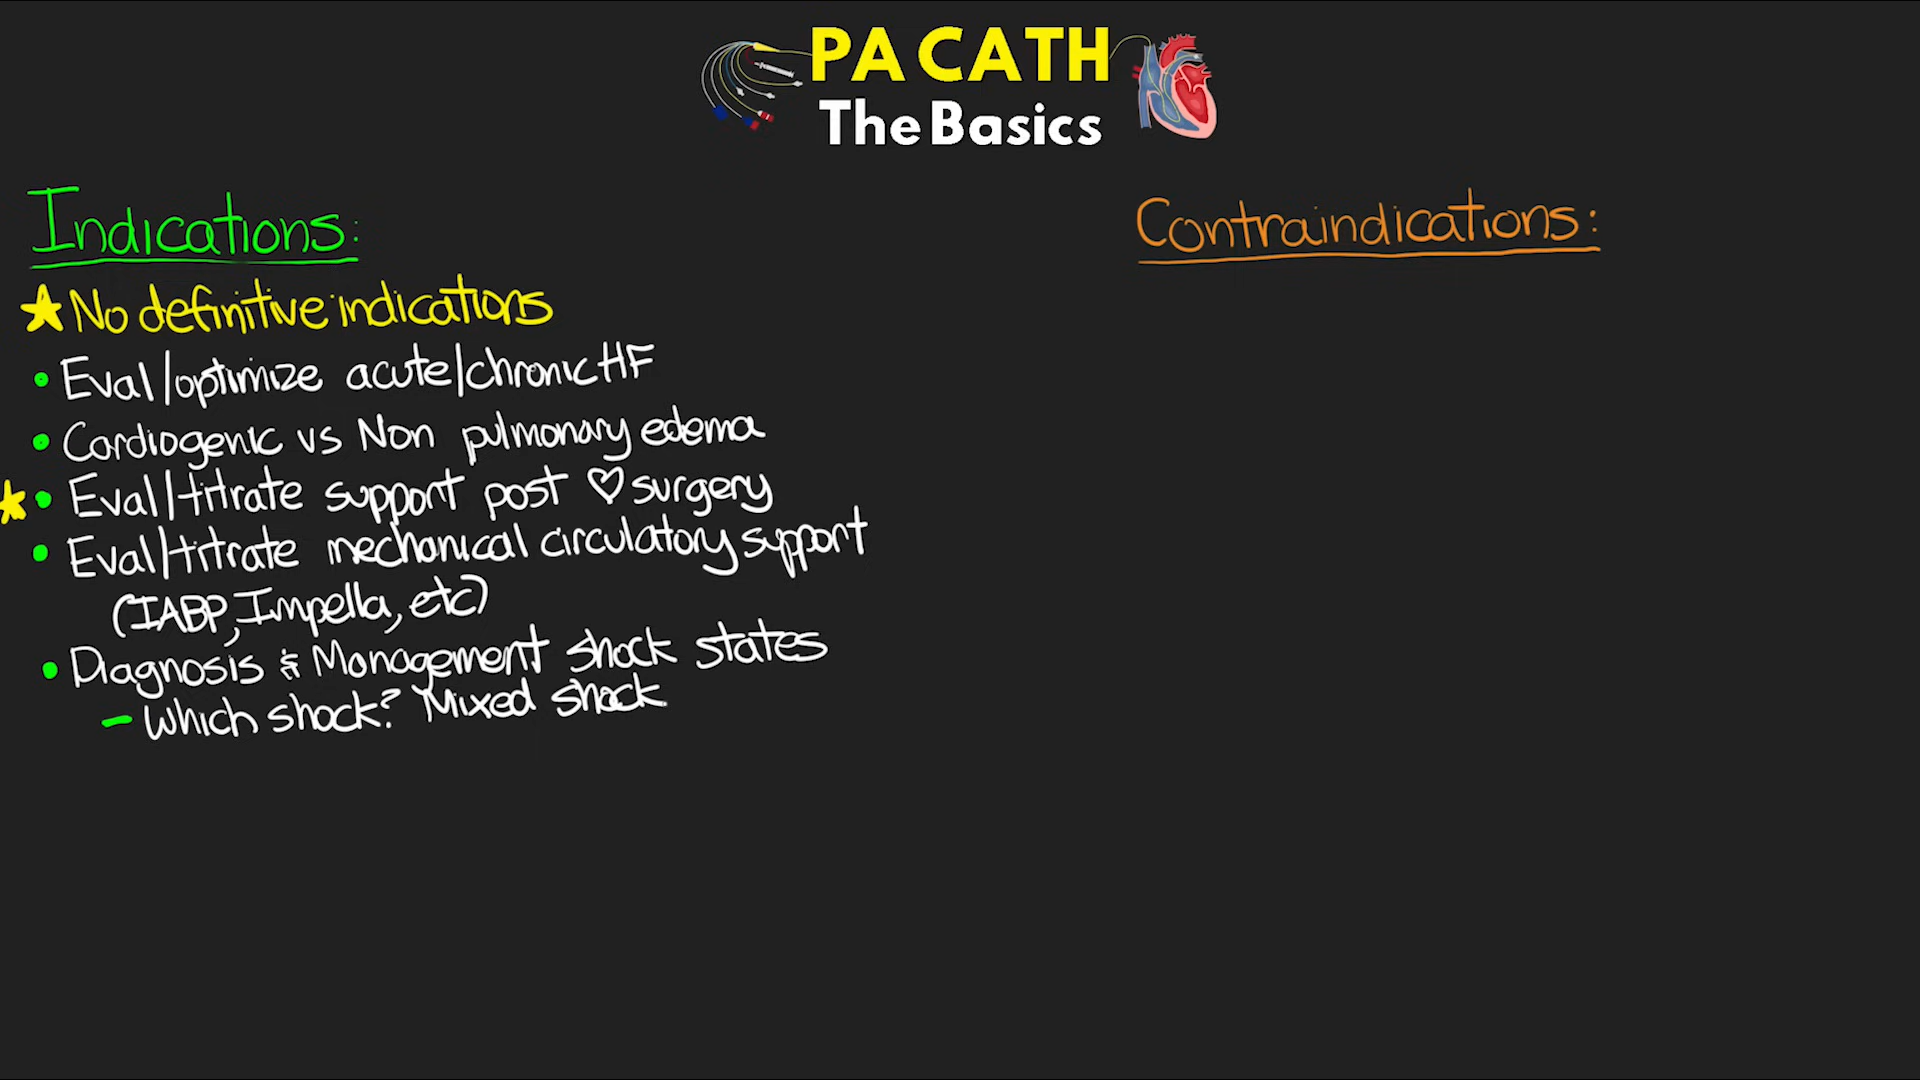 PA CATH
The Basics
Indications:
No definitive indications
Eval/optimize acute/chronic HF
Cardiogenic vs Non pulmonary edema
Eval/titrate support post ♡ surgery
Eval/titrate mechanical circulatory support
(IABP, Impella, etc)
Diagnosis & Management shock states
- Which shock? Mixed shock
Contraindications: